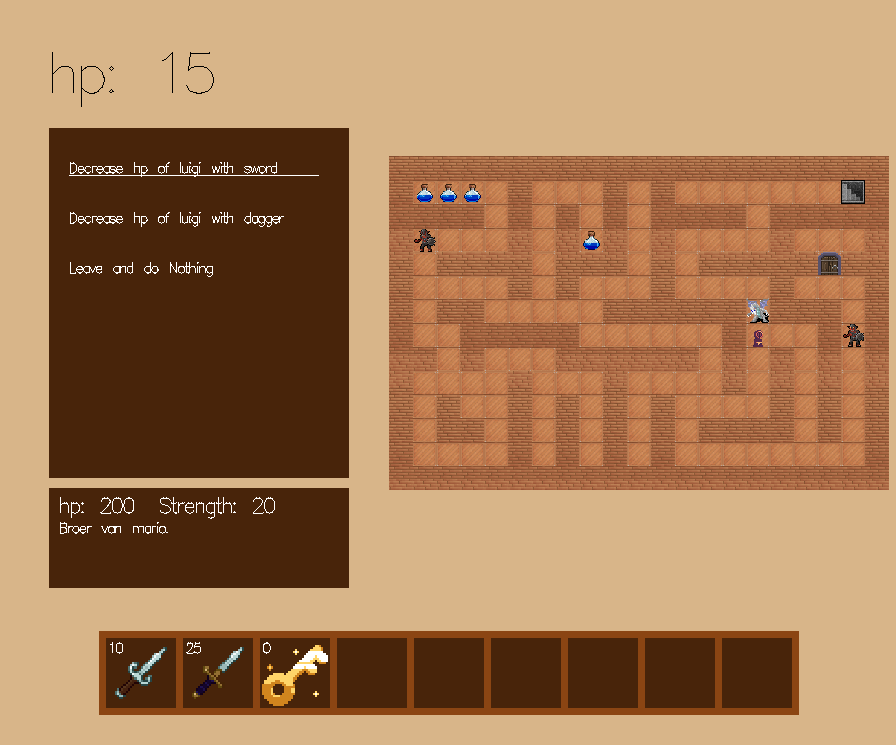 hp: 15
Decrease hp of luigi with sword
Decrease hp of luigi with dagger
Leave and do Nothing
hp: 200 Strength: 20
Broer van mario.
10 25 0